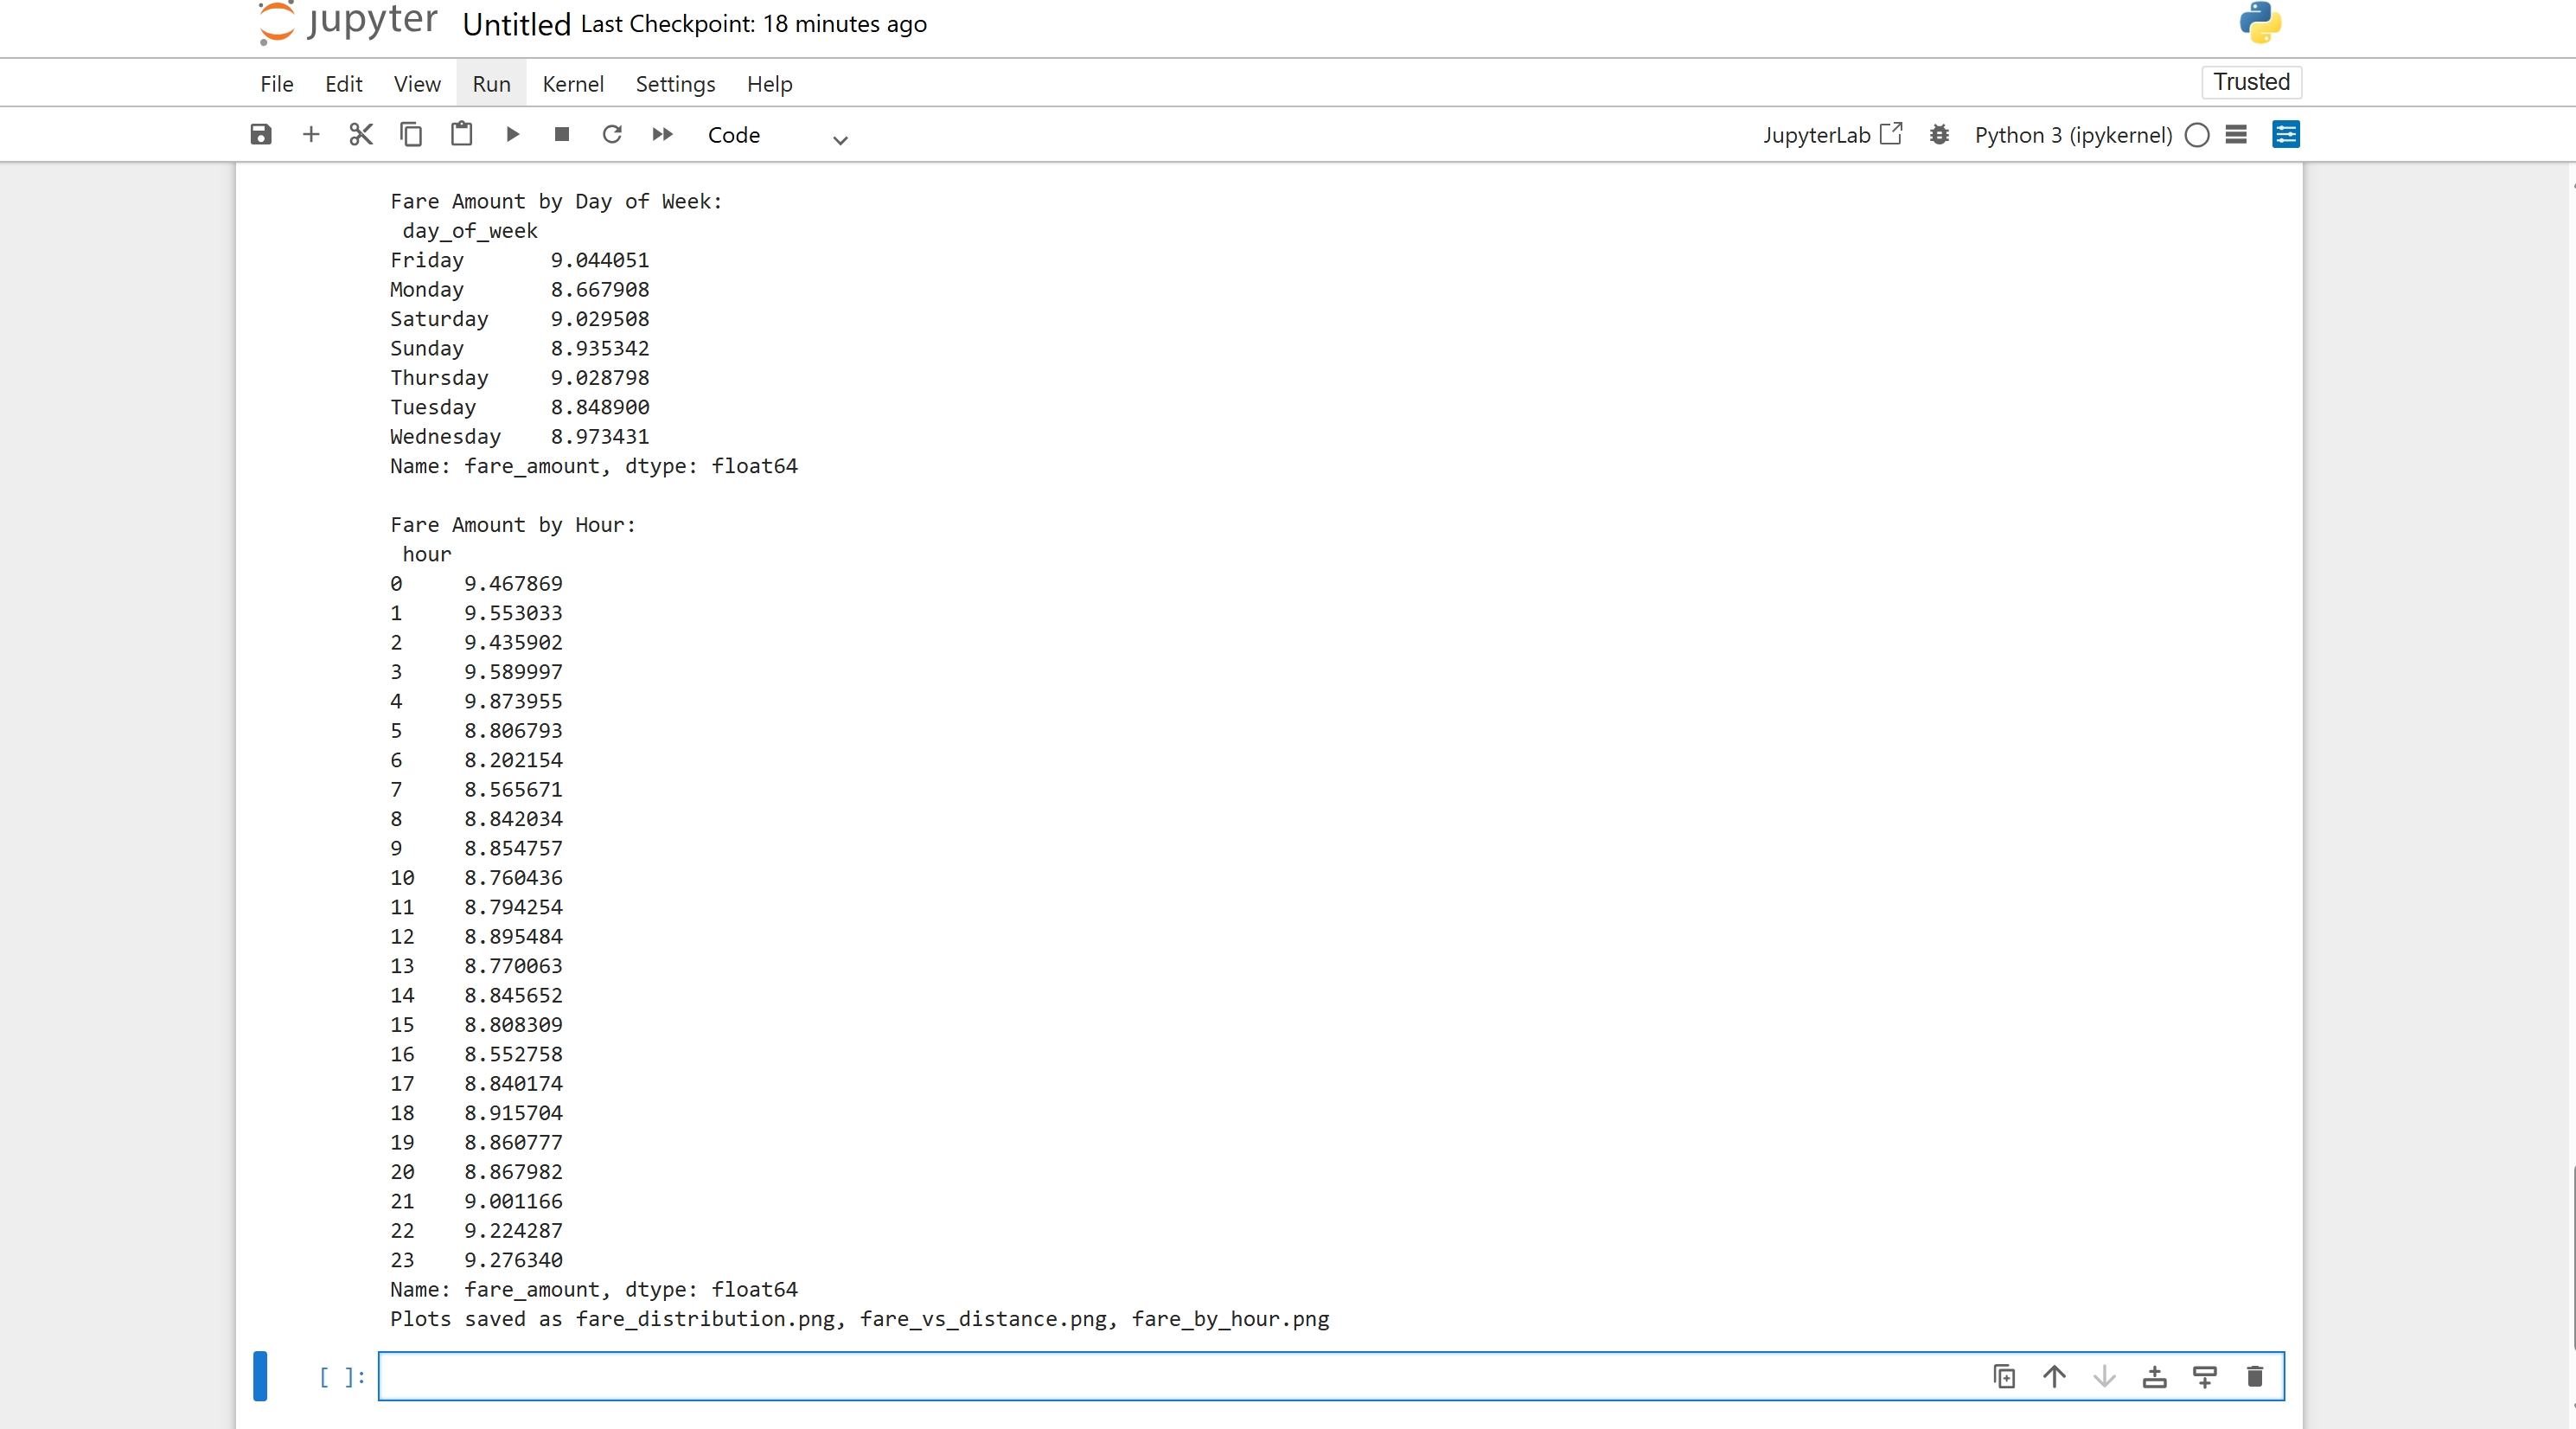 jupyter Untitled Last Checkpoint: 18 minutes ago
File Edit View Run Kernel Settings Help Trusted
Code JupyterLab Python 3 (ipykernel)
Fare Amount by Day of Week:
day_of_week
Friday 9.044051
Monday 8.667908
Saturday 9.029508
Sunday 8.935342
Thursday 9.028798
Tuesday 8.848900
Wednesday 8.973431
Name: fare_amount, dtype: float64
Fare Amount by Hour:
hour
0 9.467869
1 9.553033
2 9.435902
3 9.589997
4 9.873955
5 8.806793
6 8.202154
7 8.565671
8 8.842034
9 8.854757
10 8.760436
11 8.794254
12 8.895484
13 8.770063
14 8.845652
15 8.808309
16 8.552758
17 8.840174
18 8.915704
19 8.860777
20 8.867982
21 9.001166
22 9.224287
23 9.276340
Name: fare_amount, dtype: float64
Plots saved as fare_distribution.png, fare_vs_distance.png, fare_by_hour.png
[ ]: